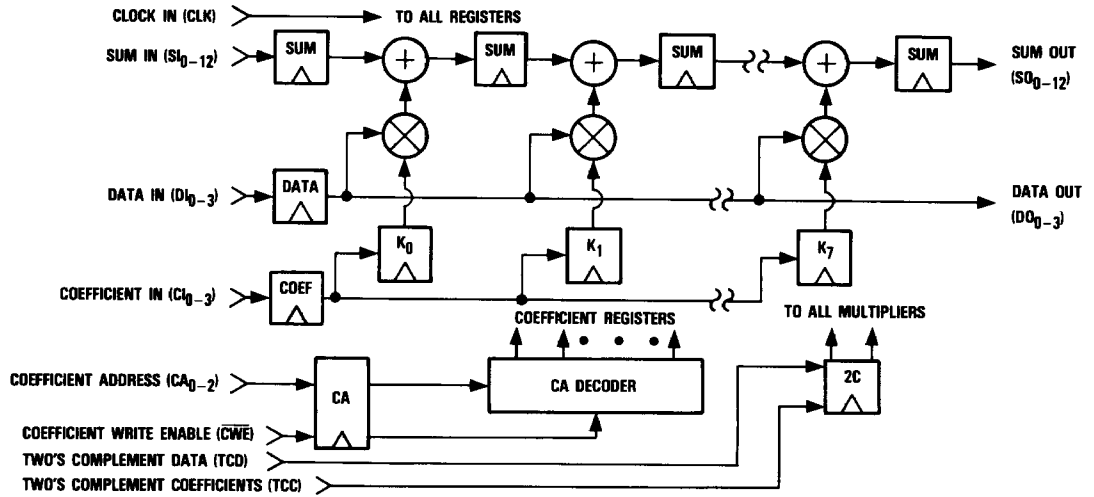 CLOCK IN (CLK)
TO ALL REGISTERS
SUM IN (SI0–12)
SUM
SUM
SUM
SUM
SUM OUT
(SO0–12)
+
+
+
DATA IN (DI0–3)
DATA
DATA OUT
(DO0–3)
K0
K1
K7
COEFFICIENT IN (CI0–3)
COEF
COEFFICIENT REGISTERS
TO ALL MULTIPLIERS
COEFFICIENT ADDRESS (CA0–2)
CA
CA DECODER
2C
COEFFICIENT WRITE ENABLE (C̅W̅E̅)
TWO'S COMPLEMENT DATA (TCD)
TWO'S COMPLEMENT COEFFICIENTS (TCC)